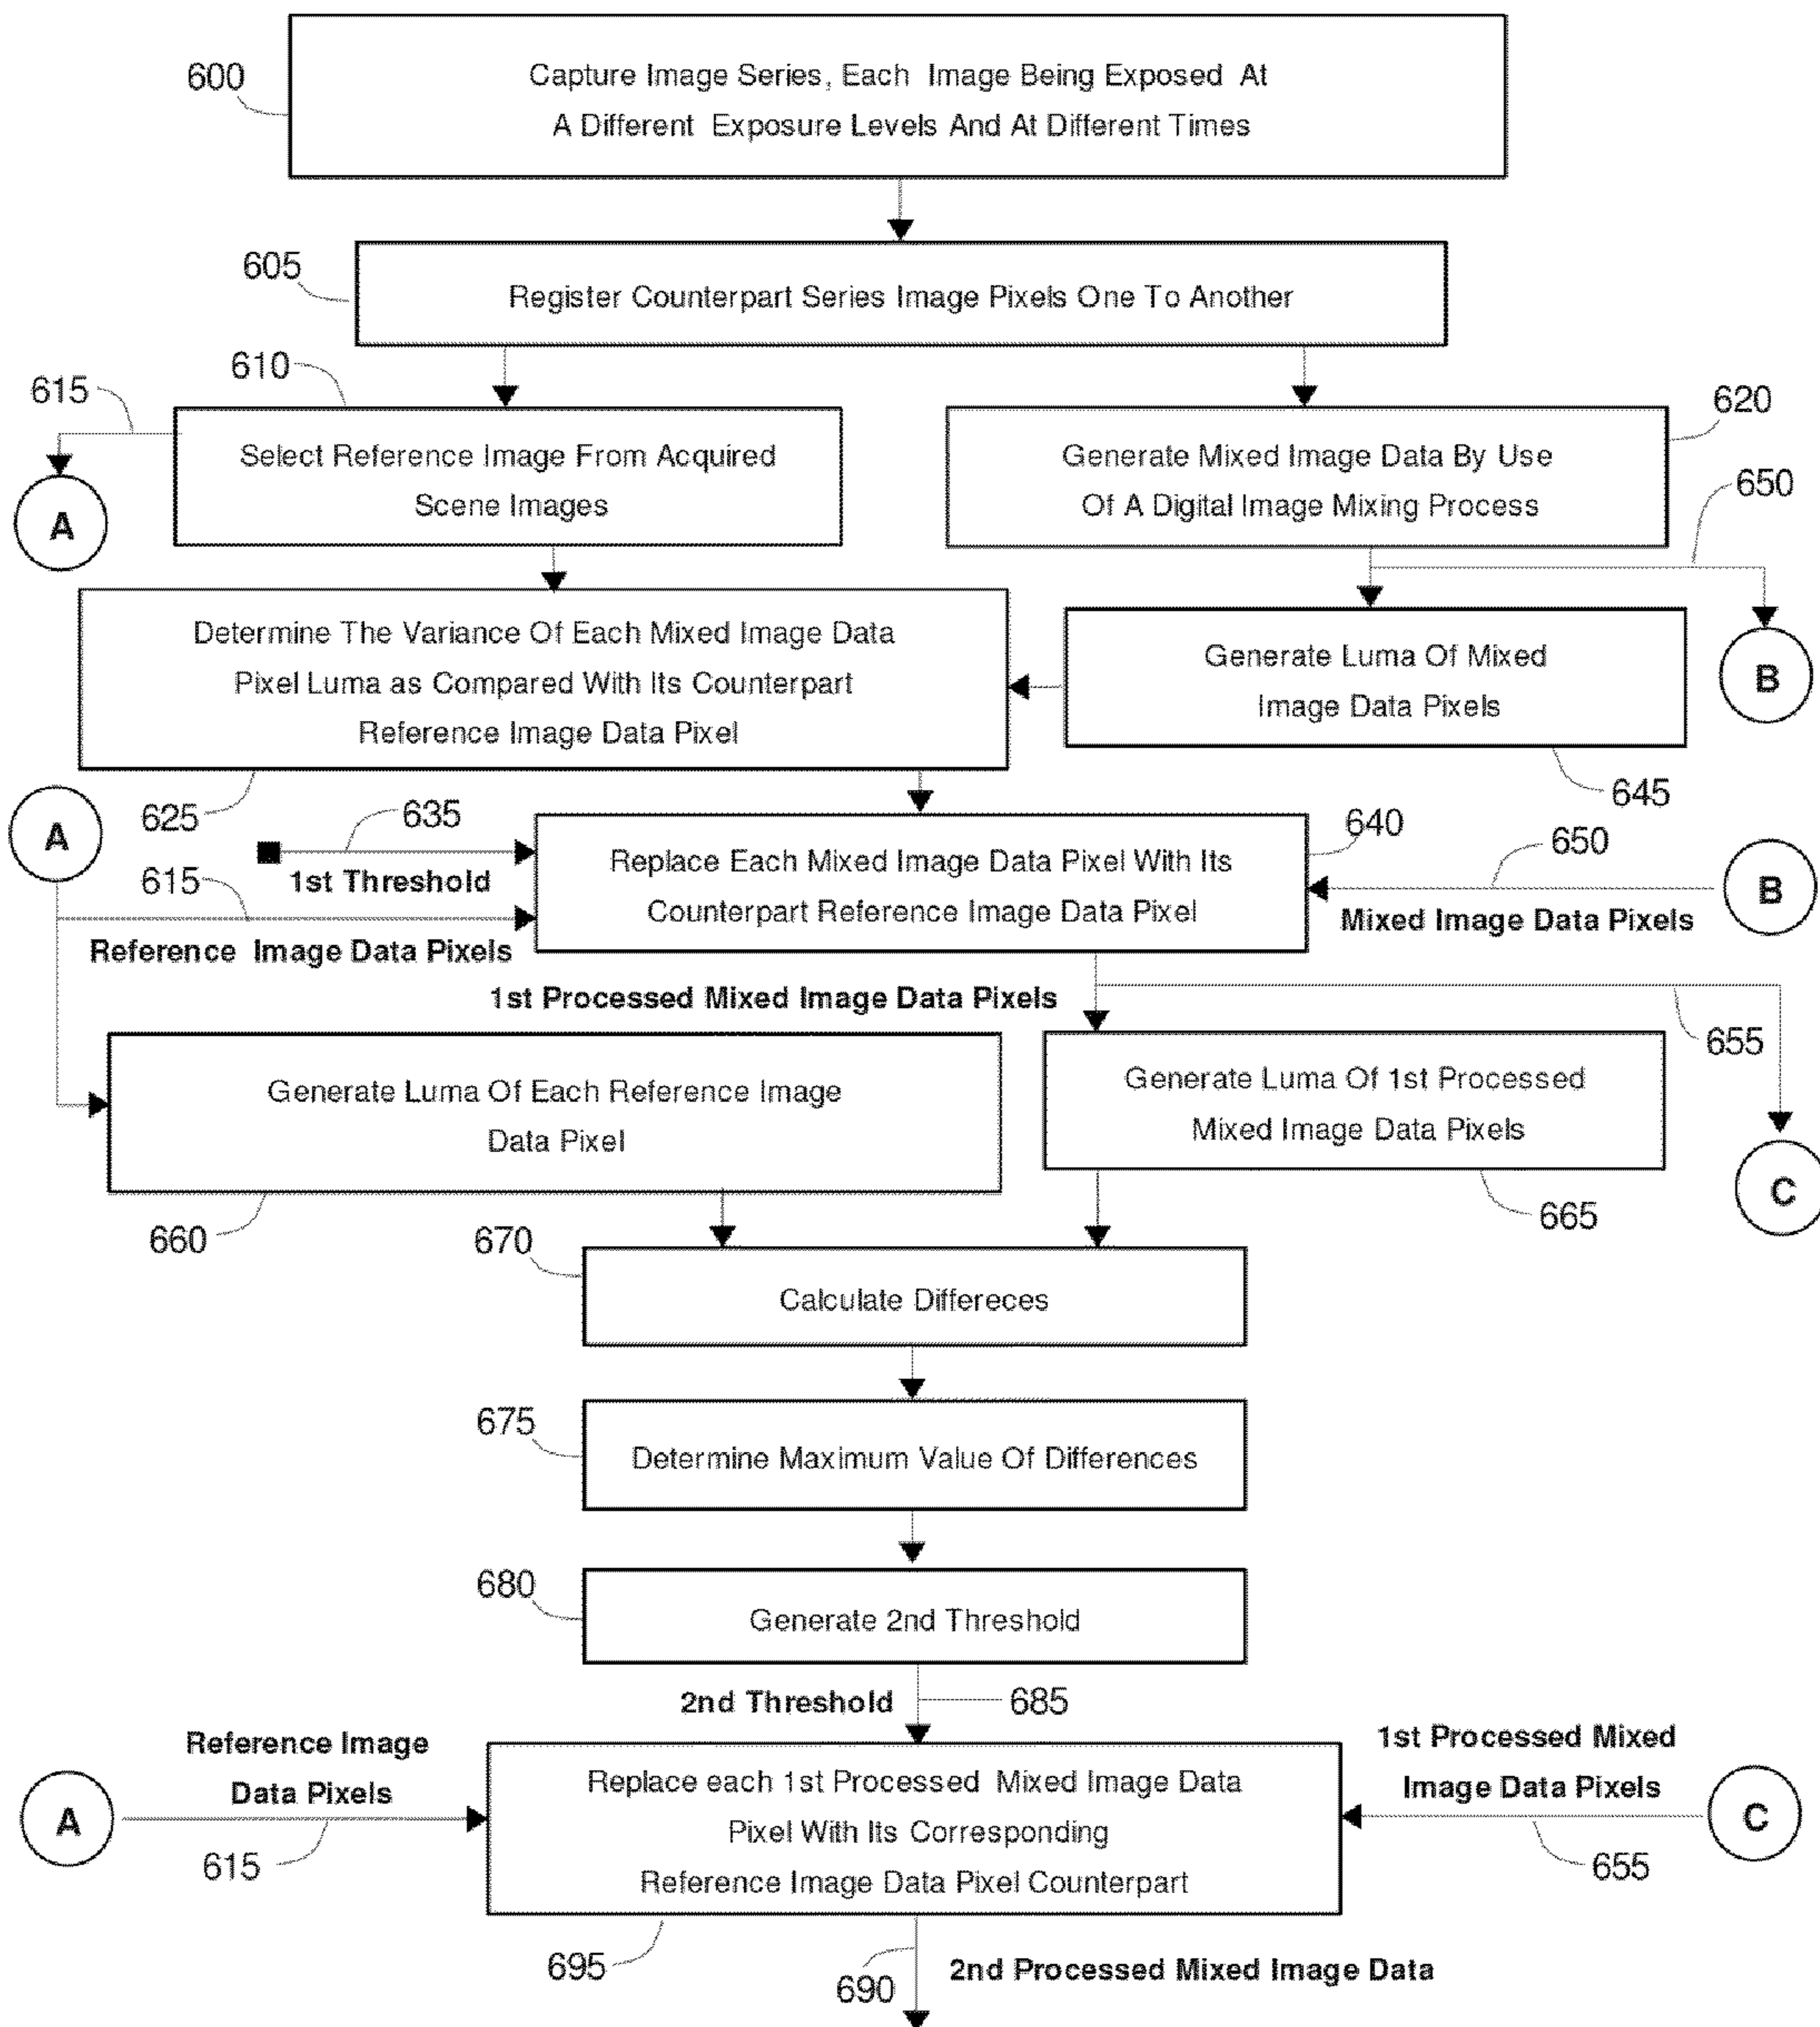 600
Capture Image Series, Each Image Being Exposed At
A Different Exposure Levels And At Different Times
605
Register Counterpart Series Image Pixels One To Another
610
615
620
Select Reference Image From Acquired
Scene Images
Generate Mixed Image Data By Use
Of A Digital Image Mixing Process
650
A
Determine The Variance Of Each Mixed Image Data
Pixel Luma as Compared With Its Counterpart
Reference Image Data Pixel
Generate Luma Of Mixed
Image Data Pixels
B
625
645
A
635
1st Threshold
615
Reference Image Data Pixels
640
Replace Each Mixed Image Data Pixel With Its
Counterpart Reference Image Data Pixel
650
B
Mixed Image Data Pixels
1st Processed Mixed Image Data Pixels
655
Generate Luma Of Each Reference Image
Data Pixel
Generate Luma Of 1st Processed
Mixed Image Data Pixels
C
660
665
670
Calculate Differeces
675
Determine Maximum Value Of Differences
680
Generate 2nd Threshold
2nd Threshold
685
Reference Image
Data Pixels
A
615
Replace each 1st Processed Mixed Image Data
Pixel With Its Corresponding
Reference Image Data Pixel Counterpart
1st Processed Mixed
Image Data Pixels
C
655
695
690
2nd Processed Mixed Image Data